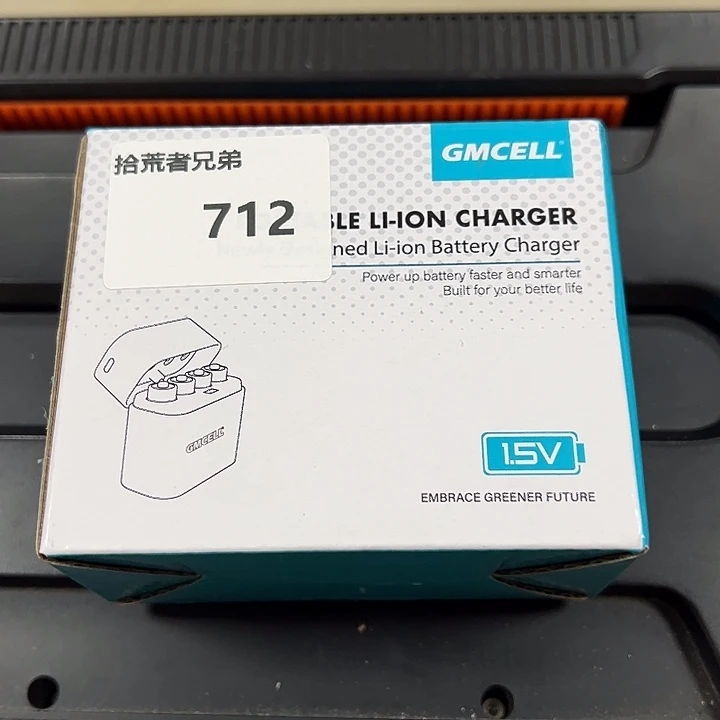 拾荒者兄弟
712
GMCELL
BLE LI-ION CHARGER
ned Li-ion Battery Charger
Power up battery faster and smarter
Built for your better life
GMCELL
1.5V
EMBRACE GREENER FUTURE